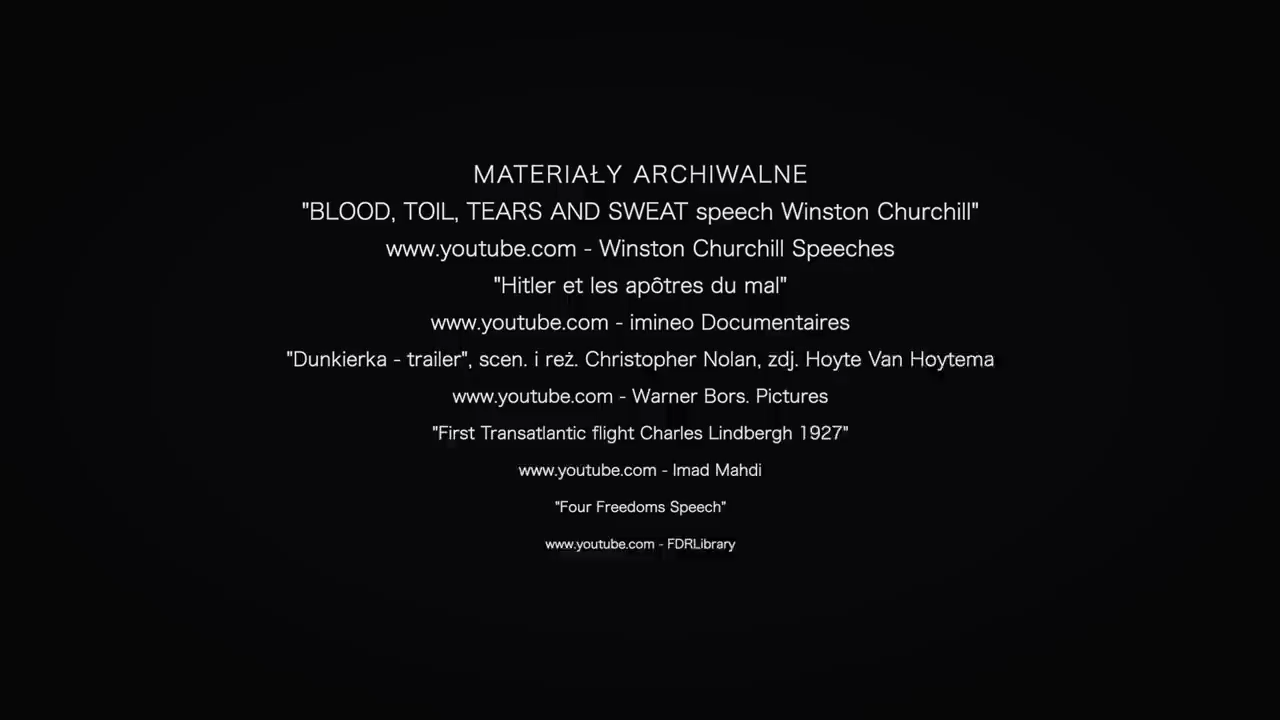 MATERIAŁY ARCHIWALNE
"BLOOD, TOIL, TEARS AND SWEAT speech Winston Churchill"
www.youtube.com - Winston Churchill Speeches
"Hitler et les apôtres du mal"
www.youtube.com - imineo Documentaires
"Dunkierka - trailer", scen. i reż. Christopher Nolan, zdj. Hoyte Van Hoytema
www.youtube.com - Warner Bors. Pictures
"First Transatlantic flight Charles Lindbergh 1927"
www.youtube.com - Imad Mahdi
"Four Freedoms Speech"
www.youtube.com - FDRLibrary